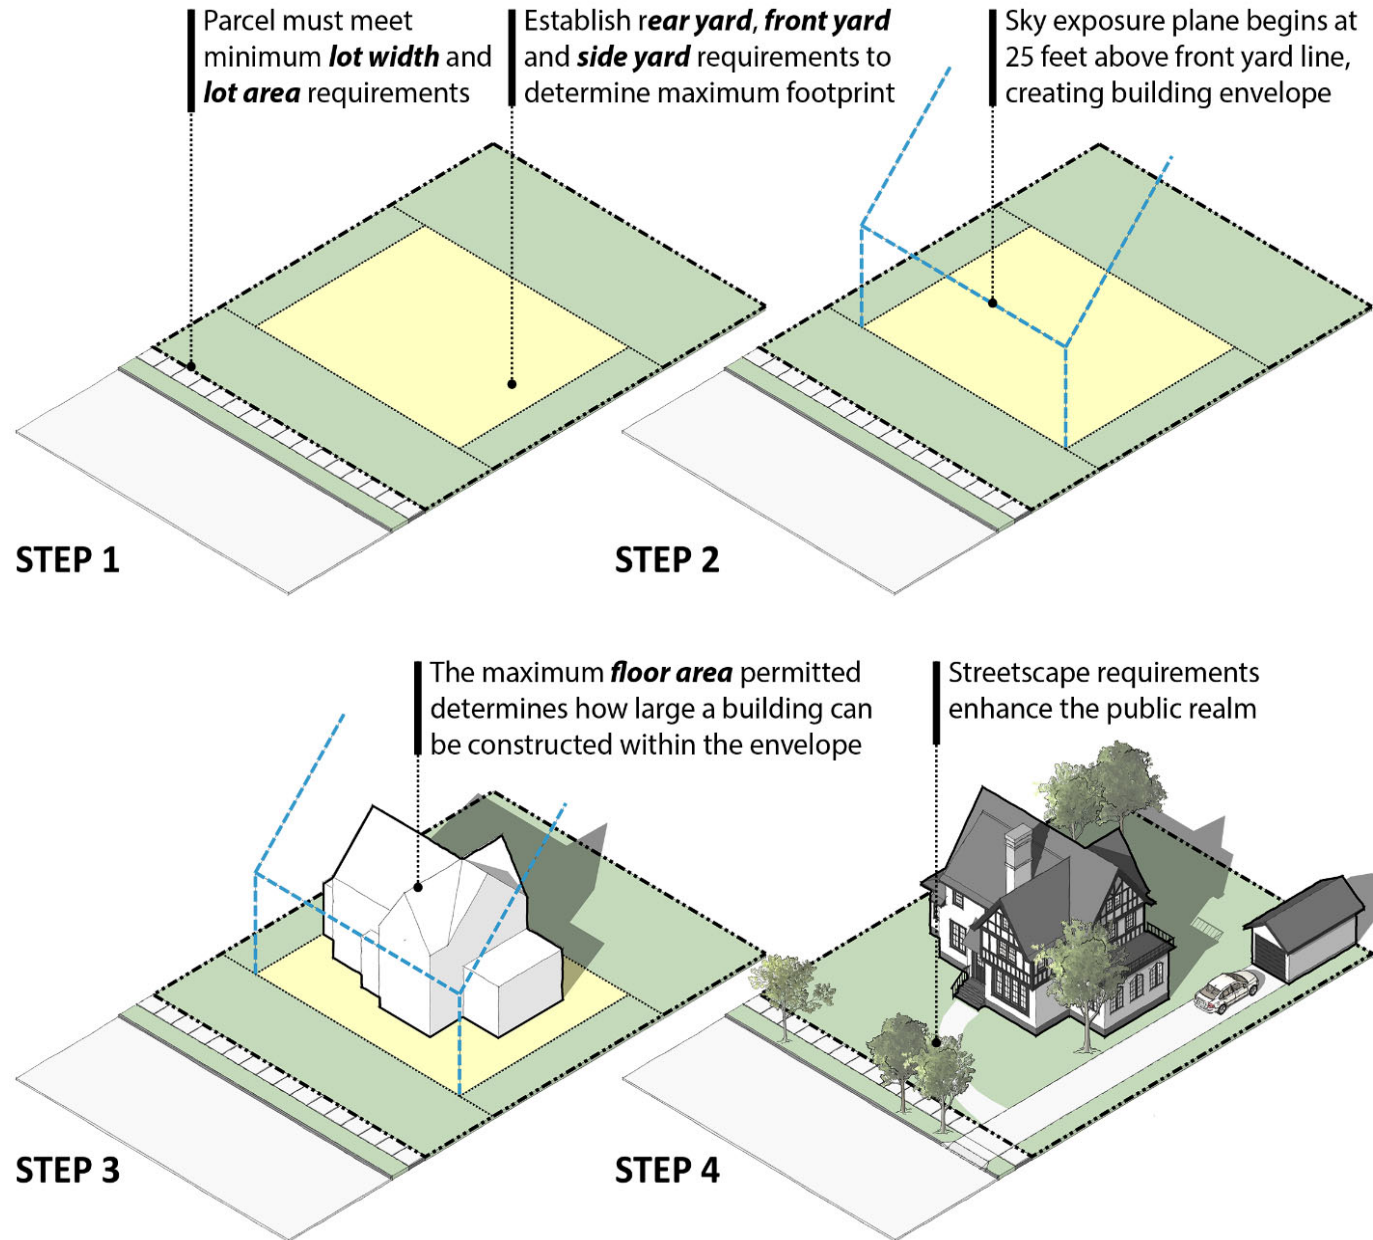 Parcel must meet
minimum lot width and
lot area requirements
Establish rear yard, front yard
and side yard requirements to
determine maximum footprint
Sky exposure plane begins at
25 feet above front yard line,
creating building envelope
STEP 1
STEP 2
The maximum floor area permitted
determines how large a building can
be constructed within the envelope
Streetscape requirements
enhance the public realm
STEP 3
STEP 4